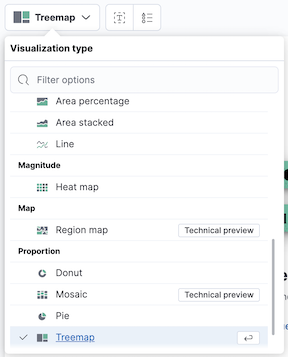 Treemap
Visualization type
Filter options
Area percentage
Area stacked
Line
Magnitude
Heat map
Map
Region map Technical preview
Proportion
Donut
Mosaic Technical preview
Pie
Treemap